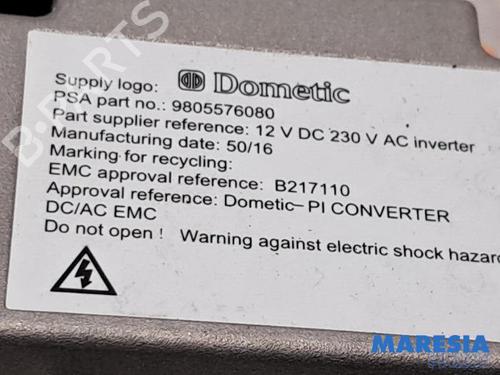 Supply logo: Dometic
PSA part no.: 9805576080
Part supplier reference: 12 V DC 230 V AC inverter
Manufacturing date: 50/16
Marking for recycling:
EMC approval reference: B217110
Approval reference: Dometic-PI CONVERTER
DC/AC EMC
Do not open ! Warning against electric shock hazard
B-PARTS
MARESIA